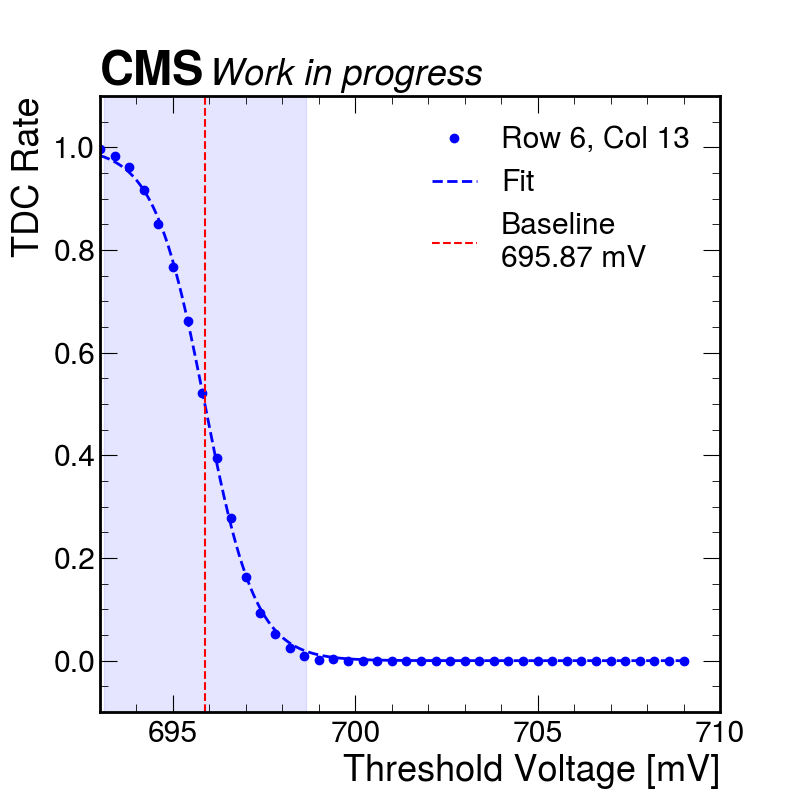 CMS Work in progress
TDC Rate
1.0
0.8
0.6
0.4
0.2
0.0
Row 6, Col 13
Fit
Baseline
695.87 mV
695 700 705 710
Threshold Voltage [mV]